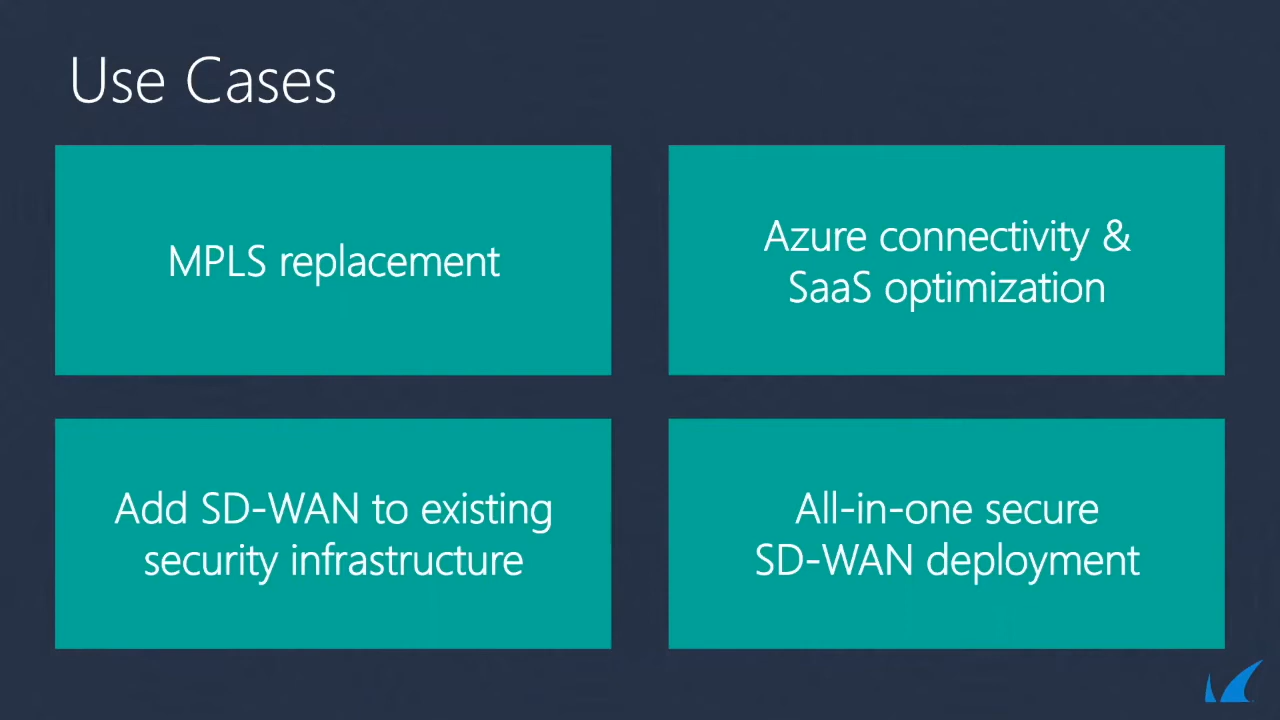 Use Cases
MPLS replacement
Azure connectivity &
SaaS optimization
Add SD-WAN to existing
security infrastructure
All-in-one secure
SD-WAN deployment